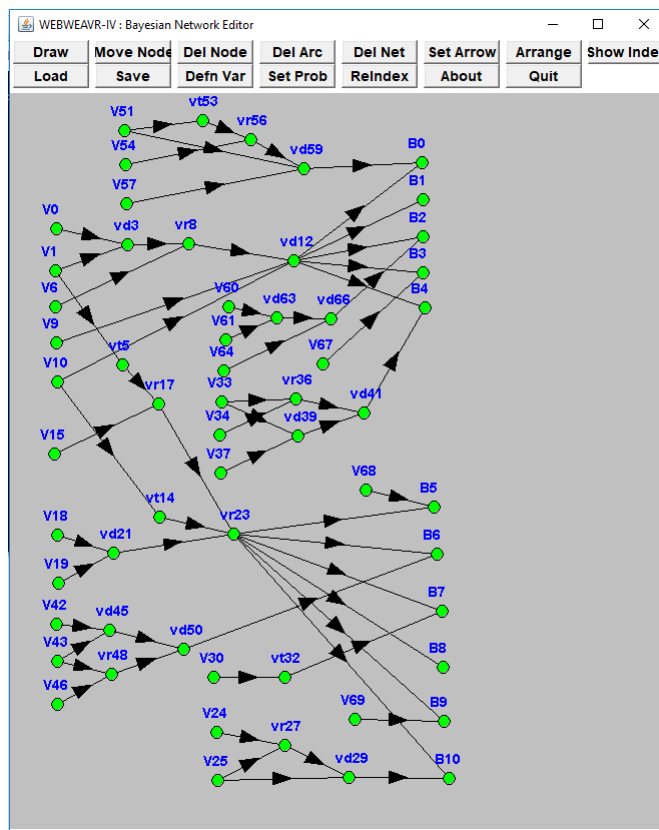 WEBWEAVR-IV : Bayesian Network Editor
Draw Move Node Del Node Del Arc Del Net Set Arrow Arrange Show Inde
Load Save Defn Var Set Prob ReIndex About Quit
V51 vt53
vr56
V54 vd59 B0
V57 B1
V0 vd3 vr8 B2
V1 vd12 B3
V6 B4
V9 V60 vd63 vd66
V10 vt5 V61
V64 V67
vr17 V33 vr36 vd41
V34 vd39
V15 V37
V68 B5
vt14 vr23
V18 vd21 B6
V19
V42 vd45 B7
V43 vr48 vd50
V46 V30 vt32 B8
V69 B9
V24 vr27
V25 vd29 B10